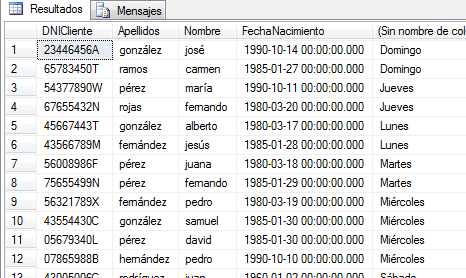 Resultados Mensajes
DNICliente Apellidos Nombre FechaNacimiento (Sin nombre de col
1 23446456A gonzález josé 1990-10-14 00:00:00.000 Domingo
2 65783450T ramos carmen 1985-01-27 00:00:00.000 Domingo
3 54377890W pérez maría 1990-10-11 00:00:00.000 Jueves
4 67655432N rojas fernando 1980-03-20 00:00:00.000 Jueves
5 45667443T gonzález alberto 1980-03-17 00:00:00.000 Lunes
6 43566789M fernández jesús 1985-01-28 00:00:00.000 Lunes
7 56008986F pérez juana 1980-03-18 00:00:00.000 Martes
8 75655499N pérez fernando 1985-01-29 00:00:00.000 Martes
9 56321789X fernández pedro 1980-03-19 00:00:00.000 Miércoles
10 43554430C gonzález samuel 1985-01-30 00:00:00.000 Miércoles
11 05679340L pérez david 1985-01-30 00:00:00.000 Miércoles
12 07865988B hernández pedro 1990-10-10 00:00:00.000 Miércoles
13 rodríguez juan 00:00:00.000 Sábado